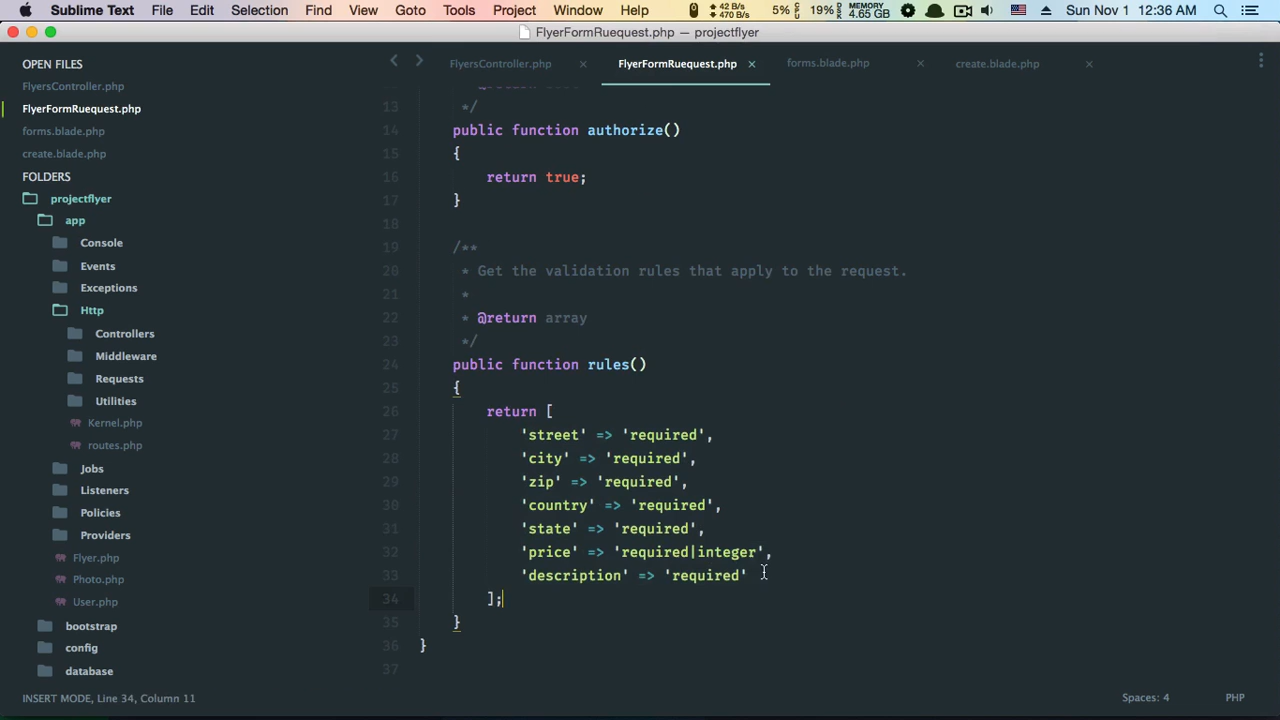 Sublime Text File Edit Selection Find View Goto Tools Project Window Help 42 B/s 470 B/s 5% 19% MEMORY 4.65 GB Sun Nov 1 12:36 AM
FlyerFormRuequest.php — projectflyer
OPEN FILES
FlyersController.php
FlyerFormRuequest.php
forms.blade.php
create.blade.php
FOLDERS
projectflyer
app
Console
Events
Exceptions
Http
Controllers
Middleware
Requests
Utilities
Kernel.php
routes.php
Jobs
Listeners
Policies
Providers
Flyer.php
Photo.php
User.php
bootstrap
config
database
FlyersController.php FlyerFormRuequest.php forms.blade.php create.blade.php
13 */
14 public function authorize()
15 {
16 return true;
17 }
18
19 /**
20 * Get the validation rules that apply to the request.
21 *
22 * @return array
23 */
24 public function rules()
25 {
26 return [
27 'street' => 'required',
28 'city' => 'required',
29 'zip' => 'required',
30 'country' => 'required',
31 'state' => 'required',
32 'price' => 'required|integer',
33 'description' => 'required'
34 ];
35 }
36 }
37
INSERT MODE, Line 34, Column 11 Spaces: 4 PHP